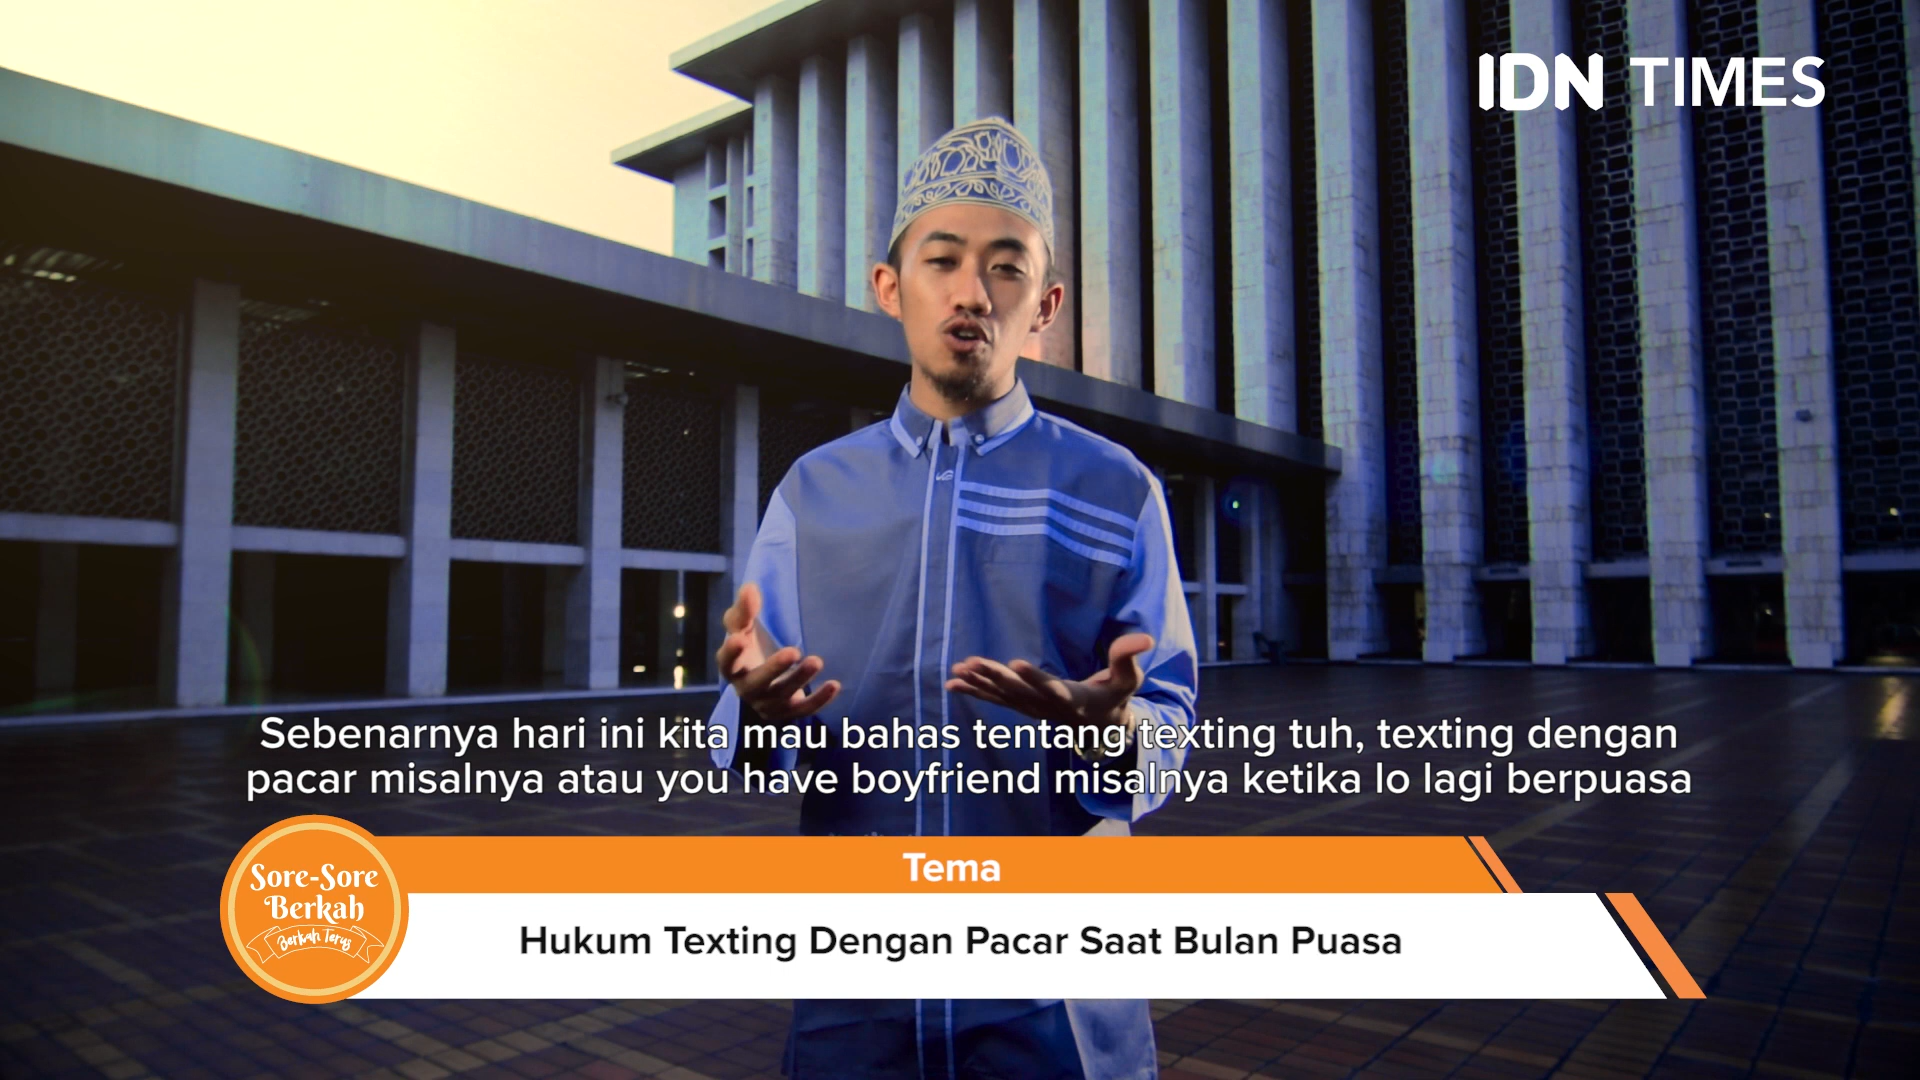 IDN TIMES
Sebenarnya hari ini kita mau bahas tentang texting tuh, texting dengan
pacar misalnya atau you have boyfriend misalnya ketika lo lagi berpuasa
Tema
Sore-Sore
Berkah
Berkah Terus
Hukum Texting Dengan Pacar Saat Bulan Puasa